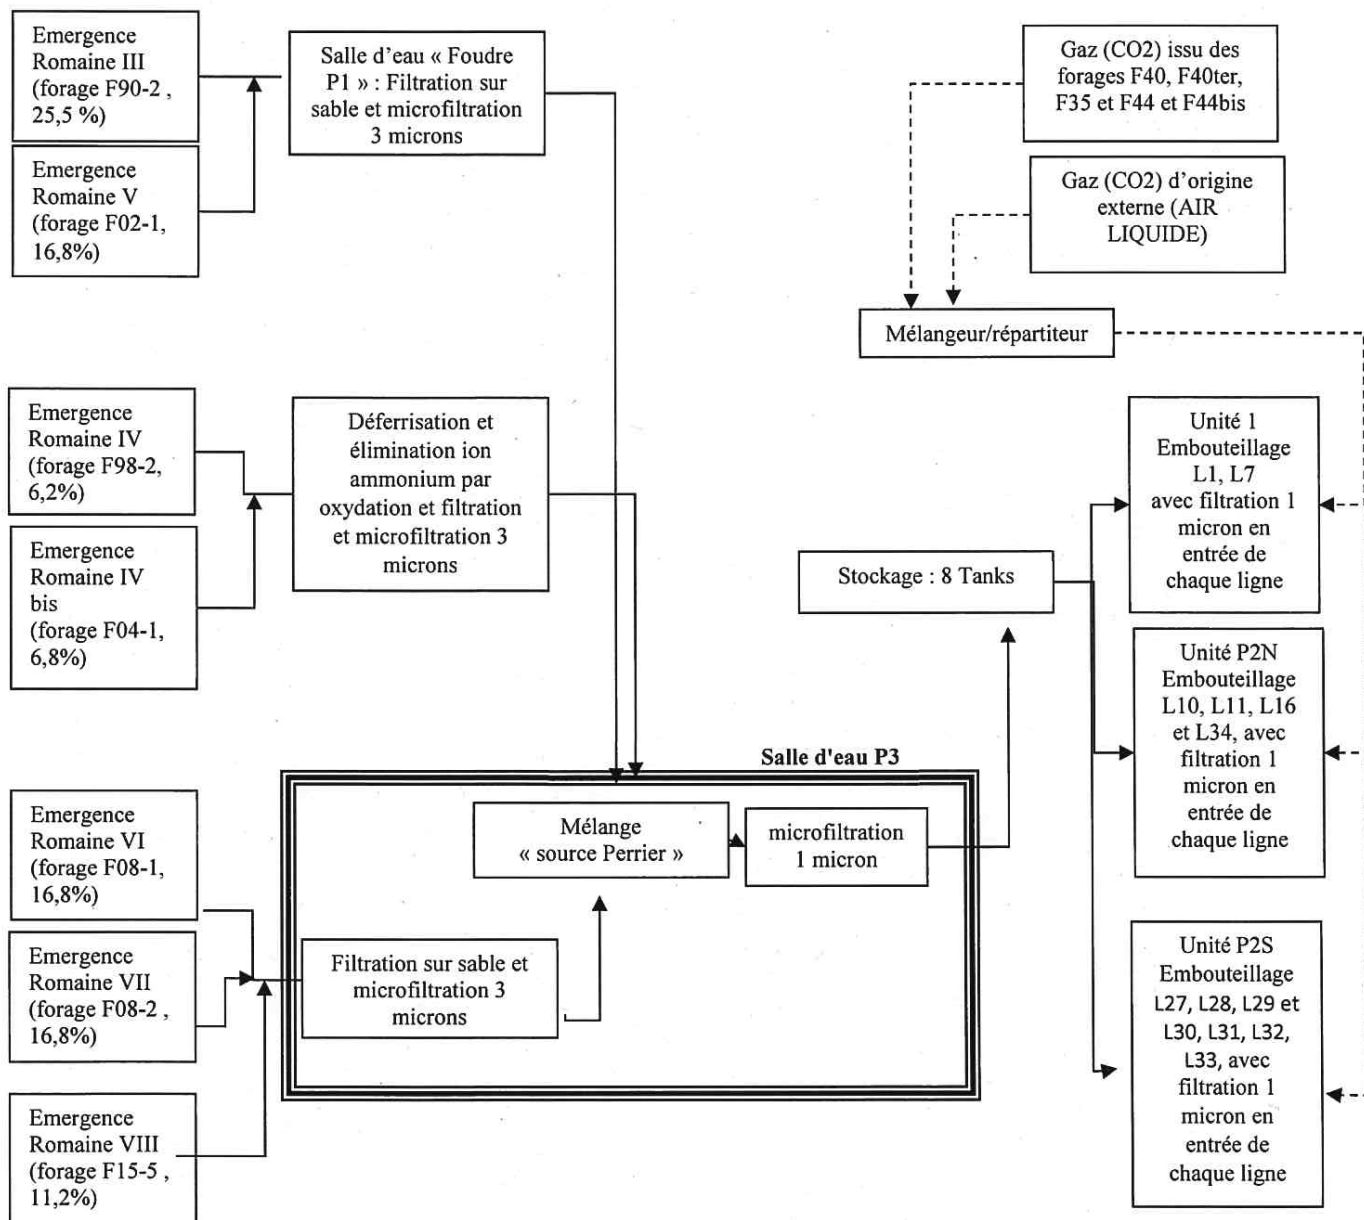 Emergence
Romaine III
(forage F90-2 ,
25,5 %)
Emergence
Romaine V
(forage F02-1,
16,8%)
Salle d'eau « Foudre
P1 » : Filtration sur
sable et microfiltration
3 microns
Gaz (CO2) issu des
forages F40, F40ter,
F35 et F44 et F44bis
Gaz (CO2) d'origine
externe (AIR
LIQUIDE)
Mélangeur/répartiteur
Emergence
Romaine IV
(forage F98-2,
6,2%)
Emergence
Romaine IV
bis
(forage F04-1,
6,8%)
Déferrisation et
élimination ion
ammonium par
oxydation et filtration
et microfiltration 3
microns
Stockage : 8 Tanks
Unité 1
Embouteillage
L1, L7
avec filtration 1
micron en
entrée de
chaque ligne
Unité P2N
Embouteillage
L10, L11, L16
et L34, avec
filtration 1
micron en
entrée de
chaque ligne
Salle d'eau P3
Emergence
Romaine VI
(forage F08-1,
16,8%)
Emergence
Romaine VII
(forage F08-2 ,
16,8%)
Emergence
Romaine VIII
(forage F15-5 ,
11,2%)
Mélange
« source Perrier »
microfiltration
1 micron
Filtration sur sable et
microfiltration 3
microns
Unité P2S
Embouteillage
L27, L28, L29 et
L30, L31, L32,
L33, avec
filtration 1
micron en
entrée de
chaque ligne